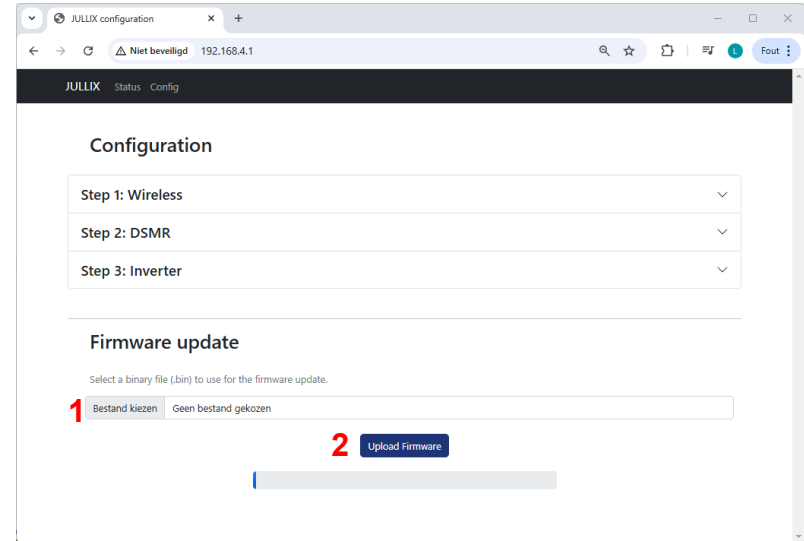 JULLIX configuration
Niet beveiligd 192.168.4.1 L Fout
JULLIX Status Config
Configuration
Step 1: Wireless
Step 2: DSMR
Step 3: Inverter
Firmware update
Select a binary file (.bin) to use for the firmware update.
1 Bestand kiezen Geen bestand gekozen
2 Upload Firmware